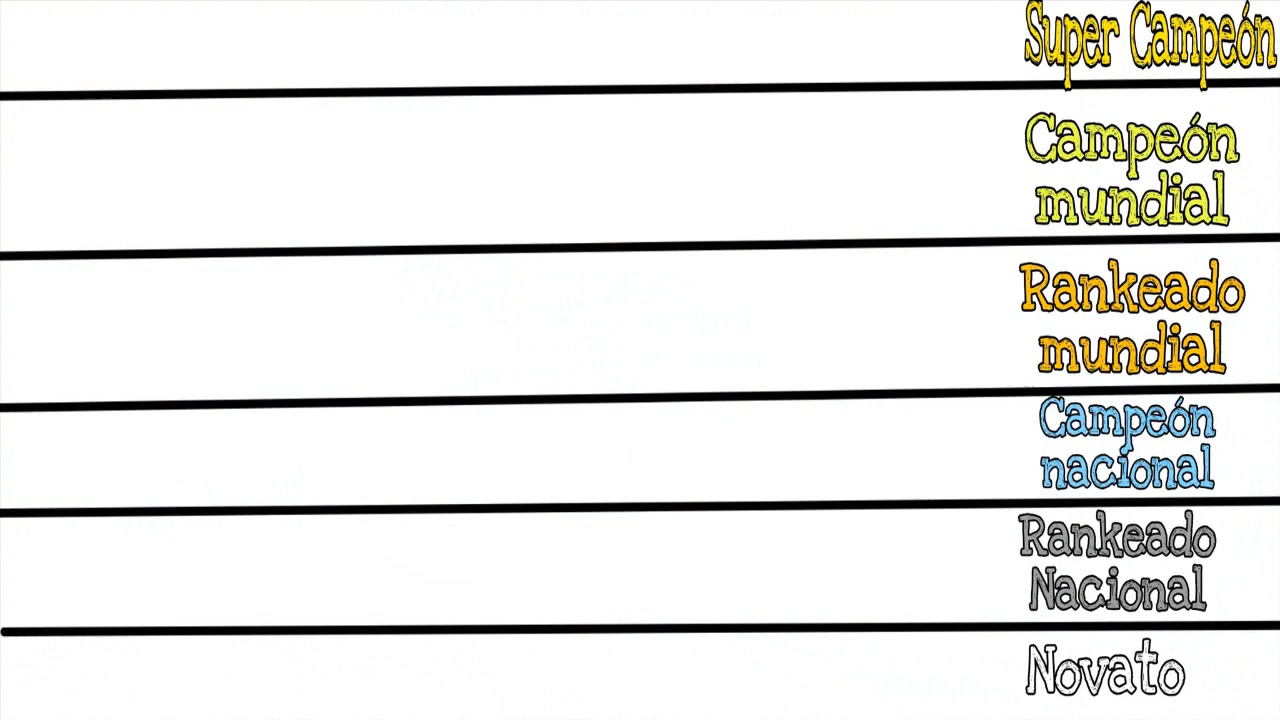 Super Campeón
Campeón
mundial
Rankeado
mundial
Campeón
nacional
Rankeado
Nacional
Novato